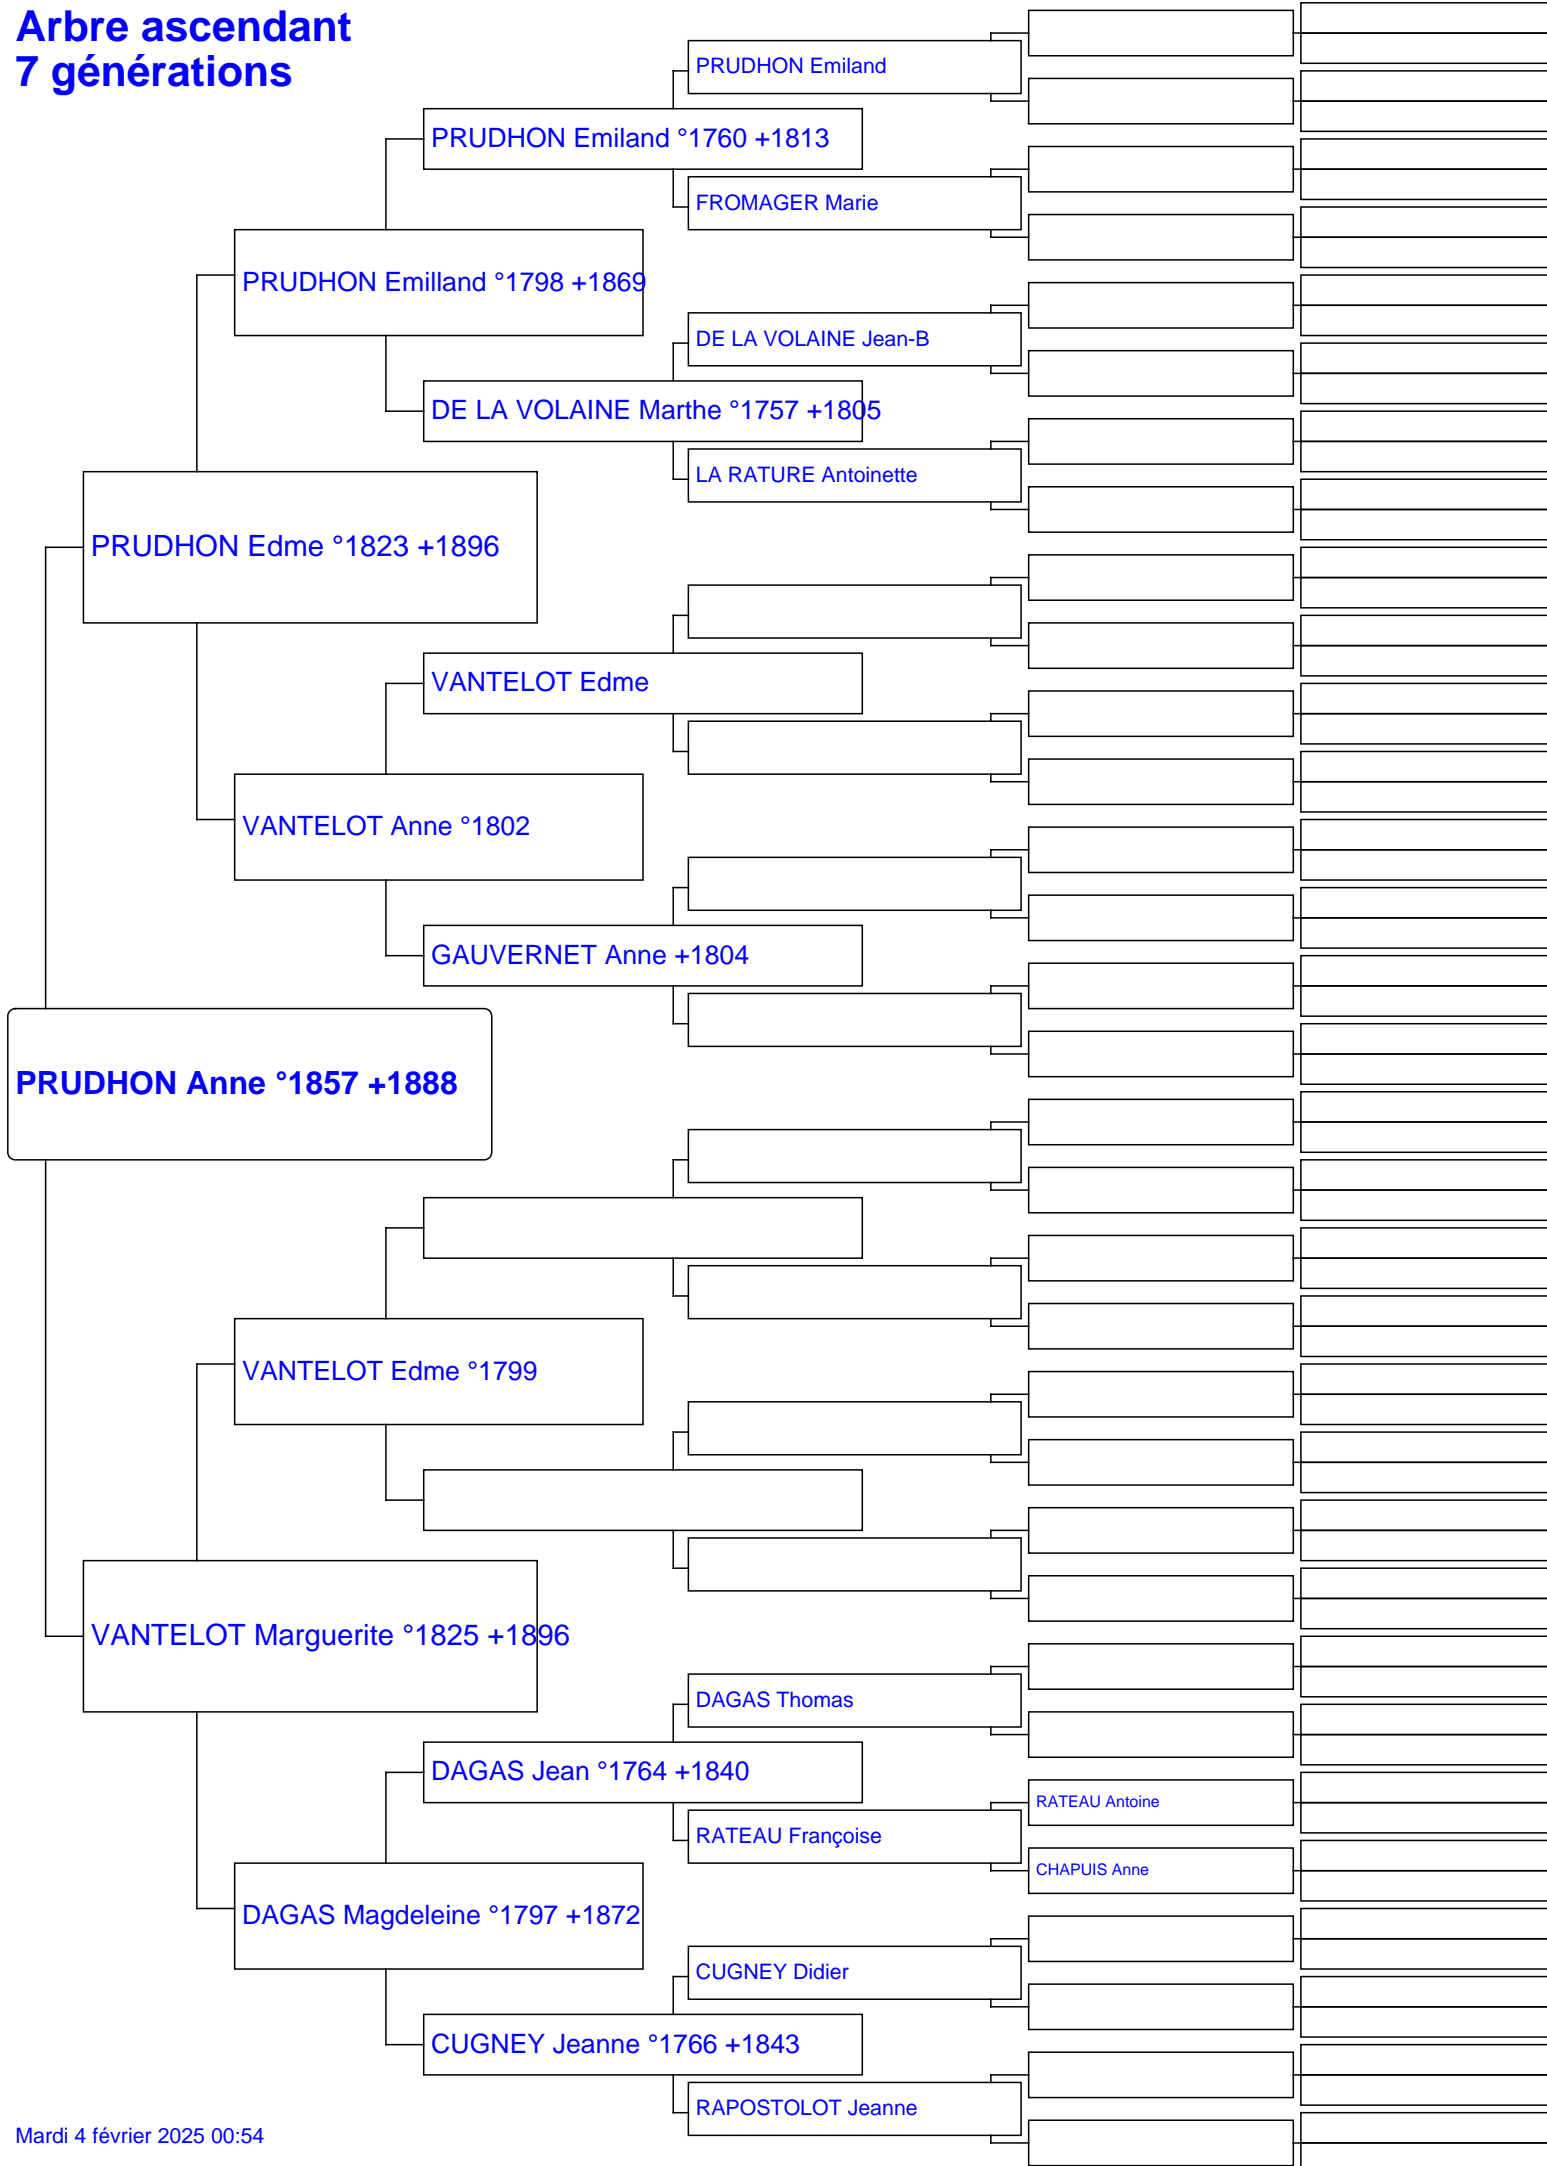 Arbre ascendant
7 générations
PRUDHON Emiland
PRUDHON Emiland °1760 +1813
FROMAGER Marie
PRUDHON Emilland °1798 +1869
DE LA VOLAINE Jean-B
DE LA VOLAINE Marthe °1757 +1805
LA RATURE Antoinette
PRUDHON Edme °1823 +1896
VANTELOT Edme
VANTELOT Anne °1802
GAUVERNET Anne +1804
PRUDHON Anne °1857 +1888
VANTELOT Edme °1799
VANTELOT Marguerite °1825 +1896
DAGAS Thomas
DAGAS Jean °1764 +1840
RATEAU Antoine
RATEAU Françoise
CHAPUIS Anne
DAGAS Magdeleine °1797 +1872
CUGNEY Didier
CUGNEY Jeanne °1766 +1843
RAPOSTOLOT Jeanne
Mardi 4 février 2025 00:54